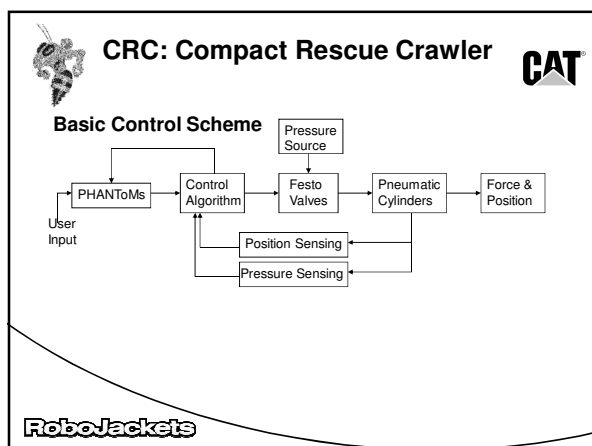 CRC: Compact Rescue Crawler
CAT®
Basic Control Scheme
Pressure
Source
PHANToMs
Control
Algorithm
Festo
Valves
Pneumatic
Cylinders
Force &
Position
User
Input
Position Sensing
Pressure Sensing
RoboJackets